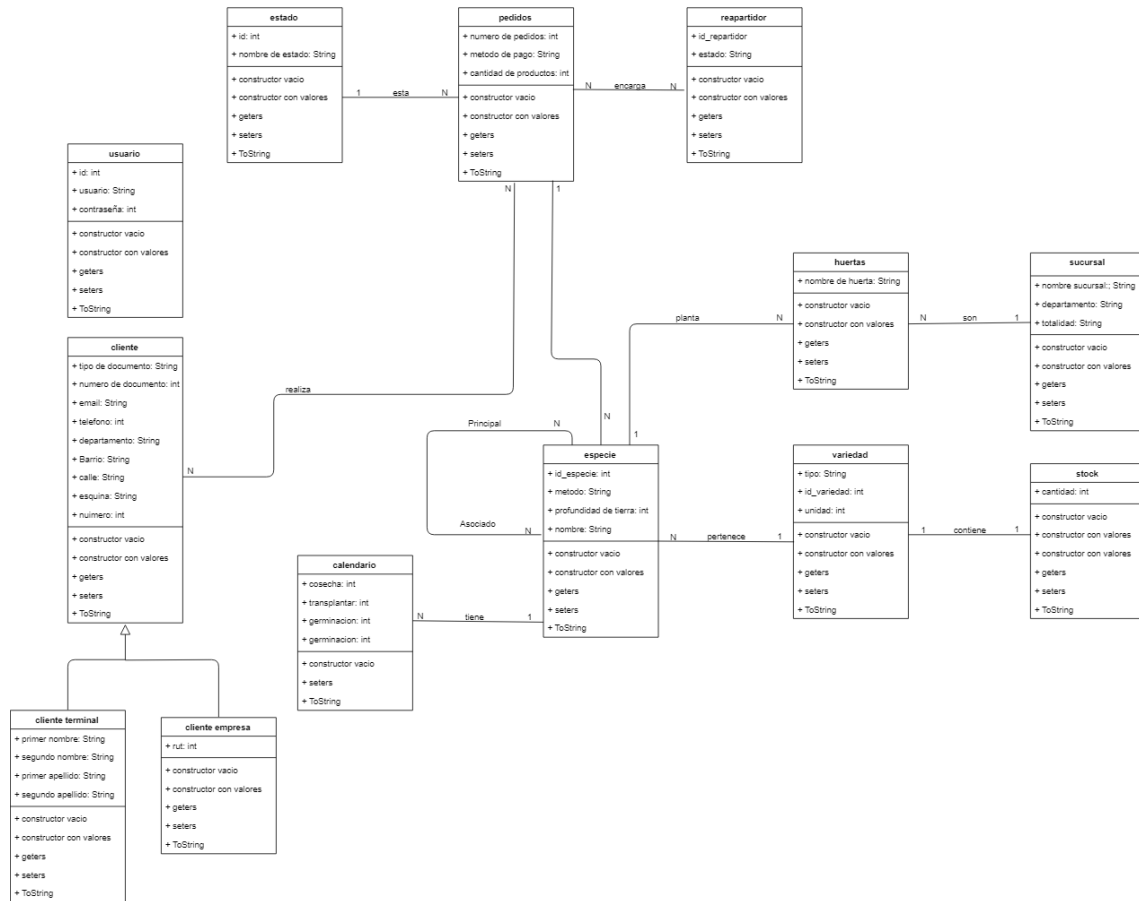 estado
+ id: int
+ nombre de estado: String
+ constructor vacio
+ constructor con valores
+ geters
+ seters
+ ToString
1
esta
N
pedidos
+ numero de pedidos: int
+ metodo de pago: String
+ cantidad de productos: int
+ constructor vacio
+ constructor con valores
+ geters
+ seters
+ ToString
N
encarga
N
reapartidor
+ id_repartidor
+ estado: String
+ constructor vacio
+ constructor con valores
+ geters
+ seters
+ ToString
usuario
+ id: int
+ usuario: String
+ contraseña: int
+ constructor vacio
+ constructor con valores
+ geters
+ seters
+ ToString
N
1
huertas
+ nombre de huerta: String
+ constructor vacio
+ constructor con valores
+ geters
+ seters
+ ToString
N
son
1
sucursal
+ nombre sucursal:; String
+ departamento: String
+ totalidad: String
+ constructor vacio
+ constructor con valores
+ geters
+ seters
+ ToString
planta
N
1
cliente
+ tipo de documento: String
+ numero de documento: int
+ email: String
+ telefono: int
+ departamento: String
+ Barrio: String
+ calle: String
+ esquina: String
+ nuimero: int
+ constructor vacio
+ constructor con valores
+ geters
+ seters
+ ToString
realiza
N
Principal
N
N
Asociado
N
especie
+ id_especie: int
+ metodo: String
+ profundidad de tierra: int
+ nombre: String
+ constructor vacio
+ constructor con valores
+ geters
+ seters
+ ToString
N
pertenece
1
variedad
+ tipo: String
+ id_variedad: int
+ unidad: int
+ constructor vacio
+ constructor con valores
+ geters
+ seters
+ ToString
1
contiene
1
stock
+ cantidad: int
+ constructor vacio
+ constructor con valores
+ constructor con valores
+ geters
+ seters
+ ToString
calendario
+ cosecha: int
+ transplantar: int
+ germinacion: int
+ germinacion: int
+ constructor vacio
+ seters
+ ToString
N
tiene
1
cliente terminal
+ primer nombre: String
+ segundo nombre: String
+ primer apellido: String
+ segundo apellido: String
+ constructor vacio
+ constructor con valores
+ geters
+ seters
+ ToString
cliente empresa
+ rut: int
+ constructor vacio
+ constructor con valores
+ geters
+ seters
+ ToString